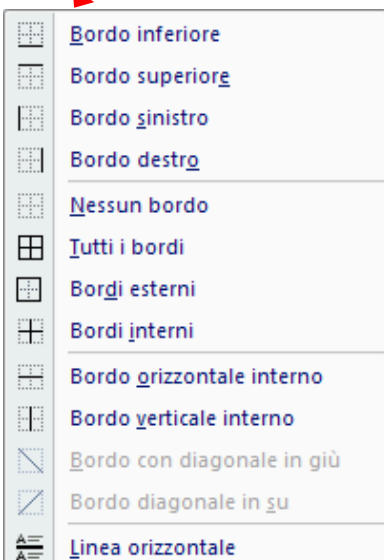 Bordo inferiore
Bordo superiore
Bordo sinistro
Bordo destro
Nessun bordo
Tutti i bordi
Bordi esterni
Bordi interni
Bordo orizzontale interno
Bordo verticale interno
Bordo con diagonale in giù
Bordo diagonale in su
Linea orizzontale